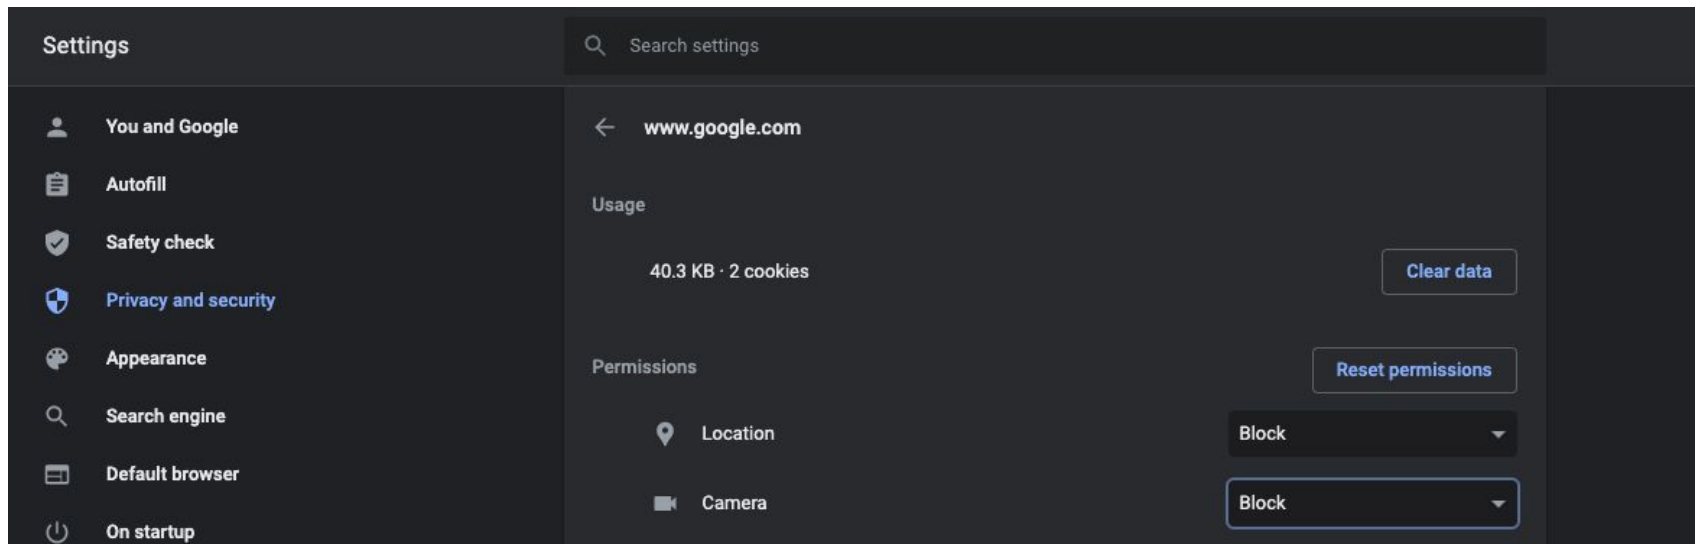 Settings
Search settings
You and Google
Autofill
Safety check
Privacy and security
Appearance
Search engine
Default browser
On startup
www.google.com
Usage
40.3 KB · 2 cookies
Clear data
Permissions
Reset permissions
Location
Block
Camera
Block